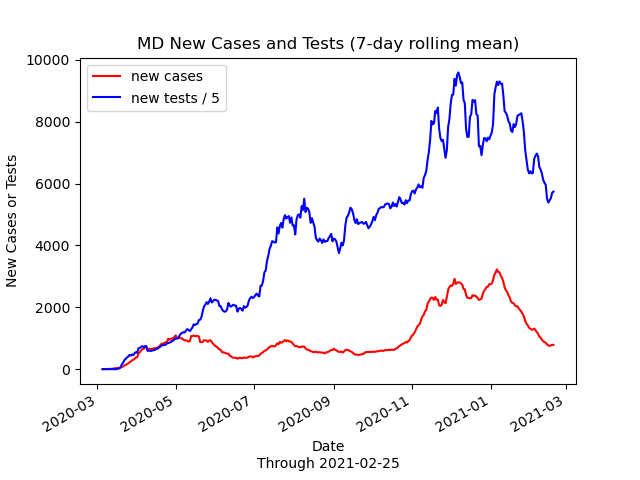 MD New Cases and Tests (7-day rolling mean)
new cases
new tests / 5
New Cases or Tests
10000
8000
6000
4000
2000
0
2020-03
2020-05
2020-07
2020-09
2020-11
2021-01
2021-03
Date
Through 2021-02-25